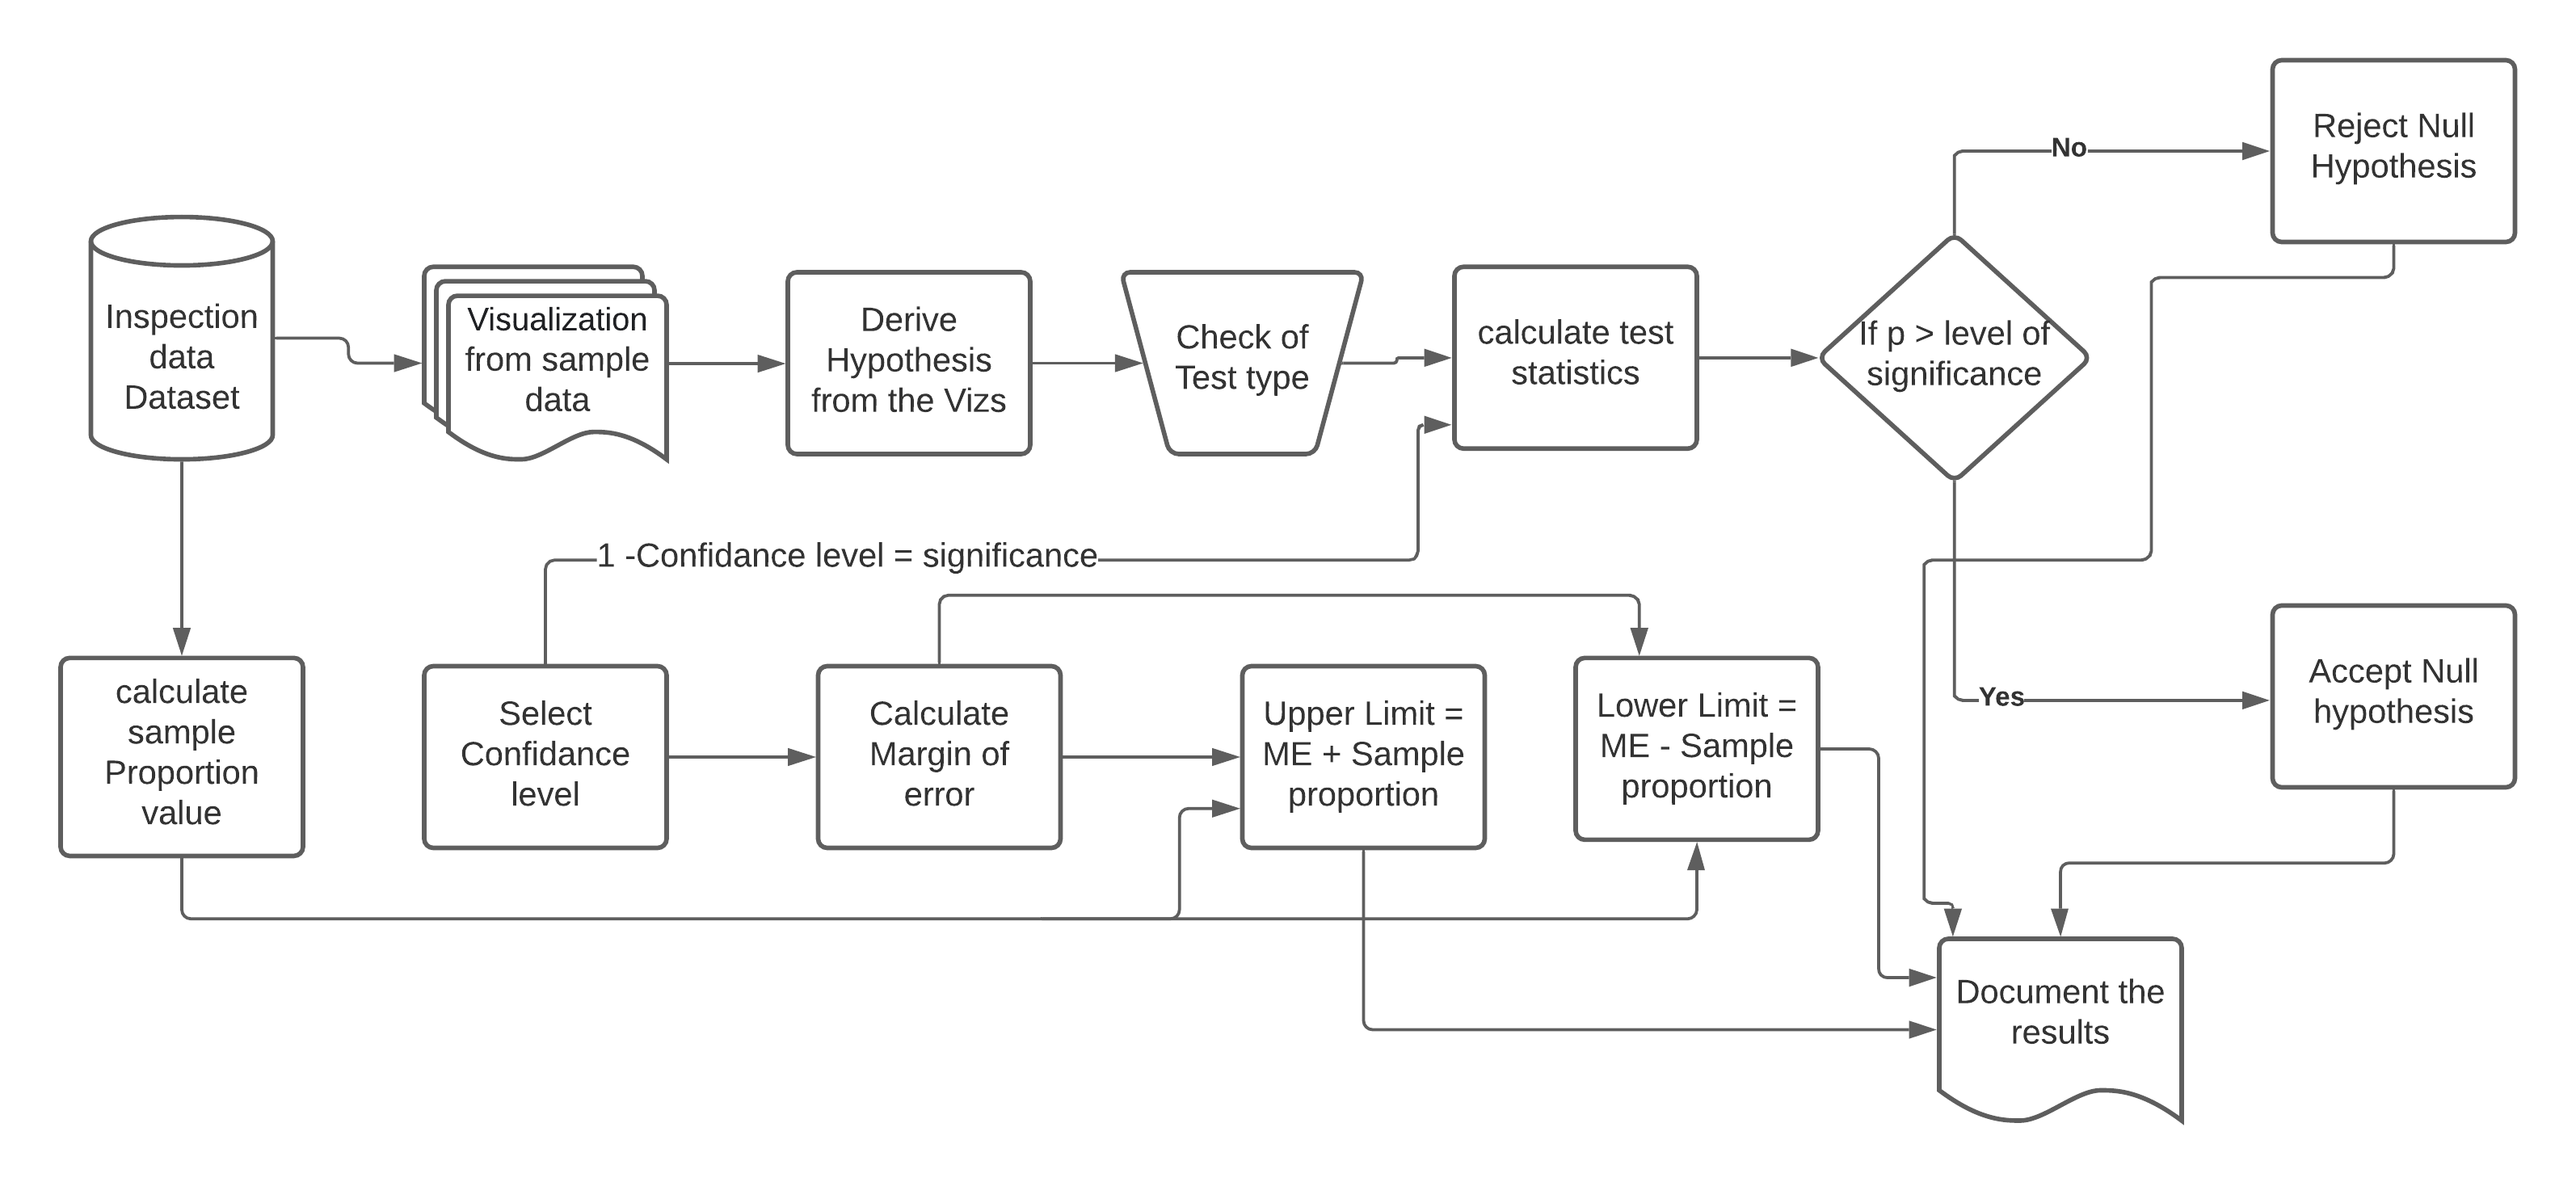 Inspection
data
Dataset
Visualization
from sample
data
Derive
Hypothesis
from the Vizs
Check of
Test type
calculate test
statistics
If p > level of
significance
No
Reject Null
Hypothesis
1 -Confidance level = significance
calculate
sample
Proportion
value
Select
Confidance
level
Calculate
Margin of
error
Upper Limit =
ME + Sample
proportion
Lower Limit =
ME - Sample
proportion
Yes
Accept Null
hypothesis
Document the
results